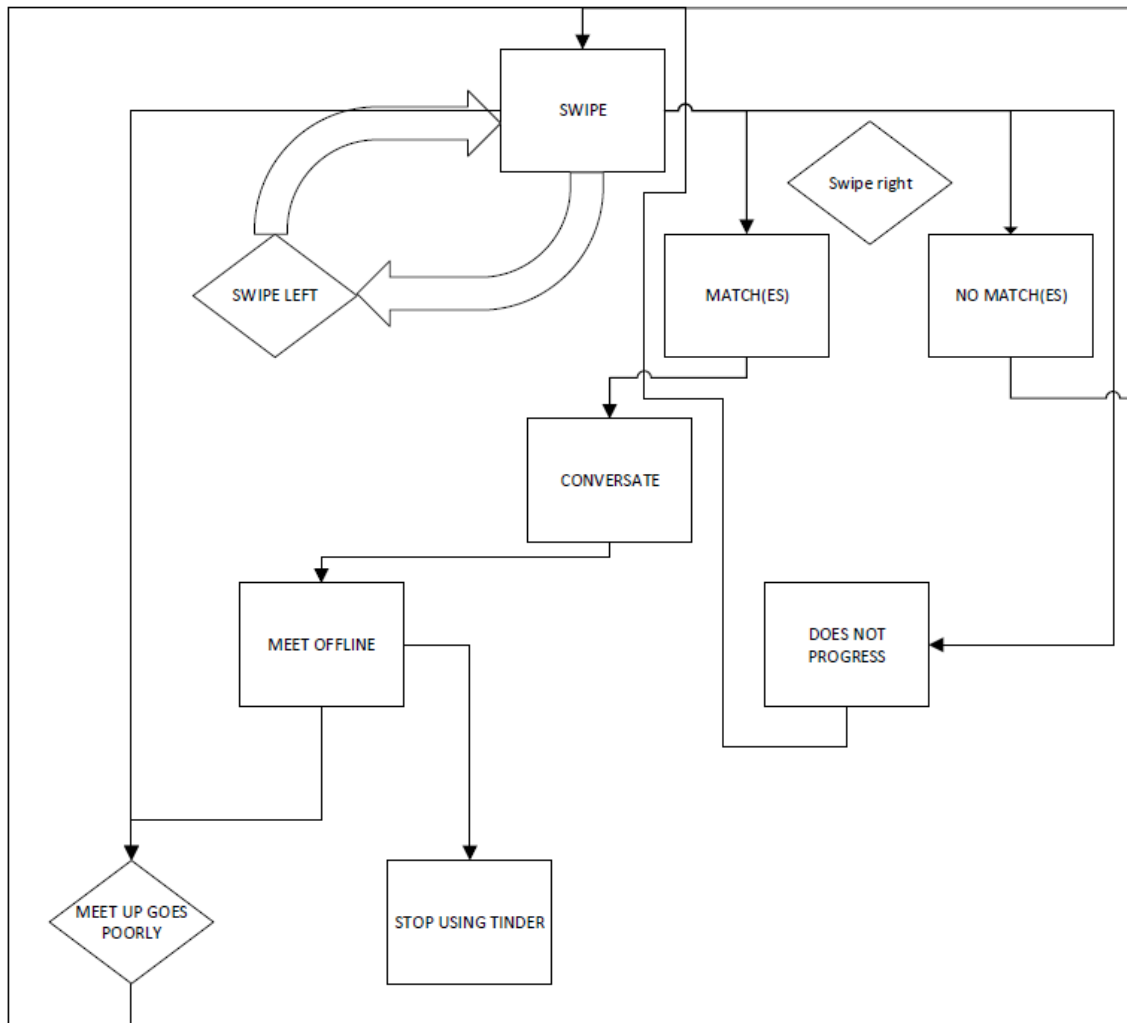 SWIPE
Swipe right
SWIPE LEFT
MATCH(ES)
NO MATCH(ES)
CONVERSATE
MEET OFFLINE
DOES NOT
PROGRESS
MEET UP GOES
POORLY
STOP USING TINDER